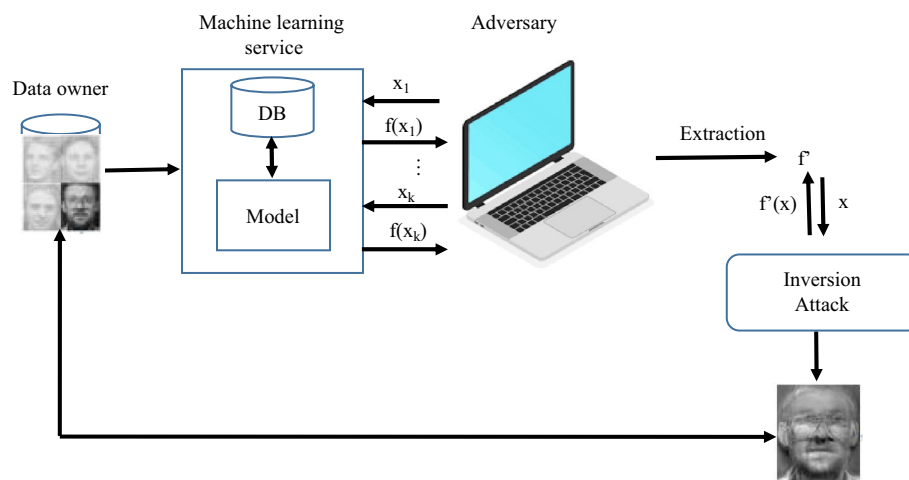 Machine learning
service
Adversary
Data owner
DB
Model
x1
f(x1)
⋮
xk
f(xk)
Extraction
f'
f'(x)
x
Inversion
Attack